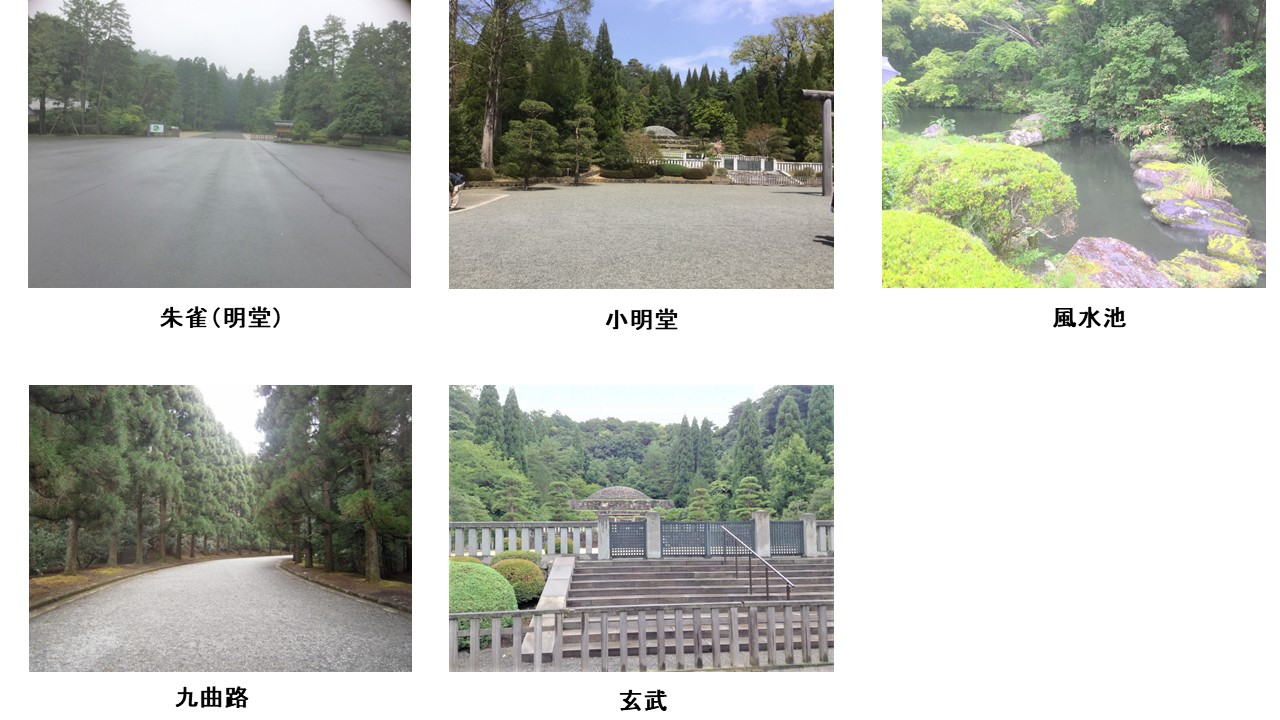 朱雀(明堂)
小明堂
風水池
九曲路
玄武